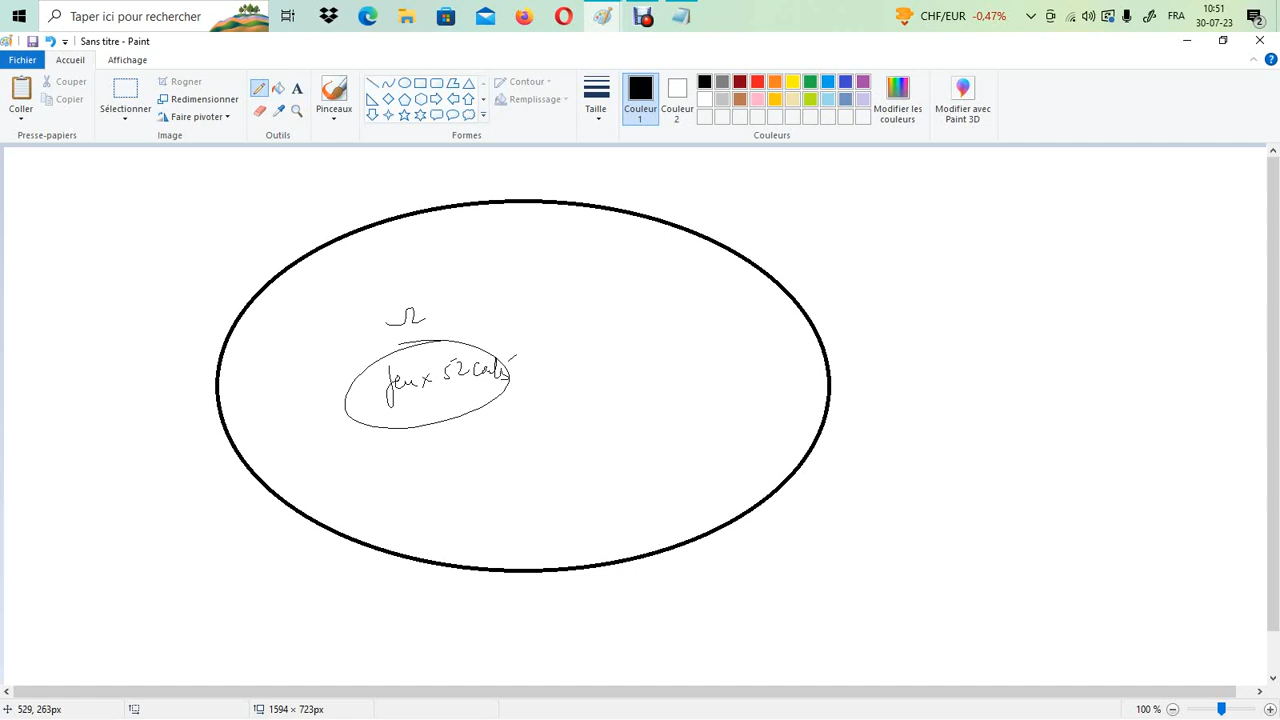 Taper ici pour rechercher
CHF/EUR -0,47%
FRA
10:51
30-07-23
2
Sans titre - Paint
Fichier
Accueil
Affichage
Coller
Couper
Copier
Presse-papiers
Sélectionner
Rogner
Redimensionner
Faire pivoter
Image
A
Outils
Pinceaux
Contour
Remplissage
Formes
Taille
Couleur 1
Couleur 2
Modifier les couleurs
Couleurs
Modifier avec Paint 3D
Ω
jeux 52 cartes
529, 263px
1594 × 723px
100 %